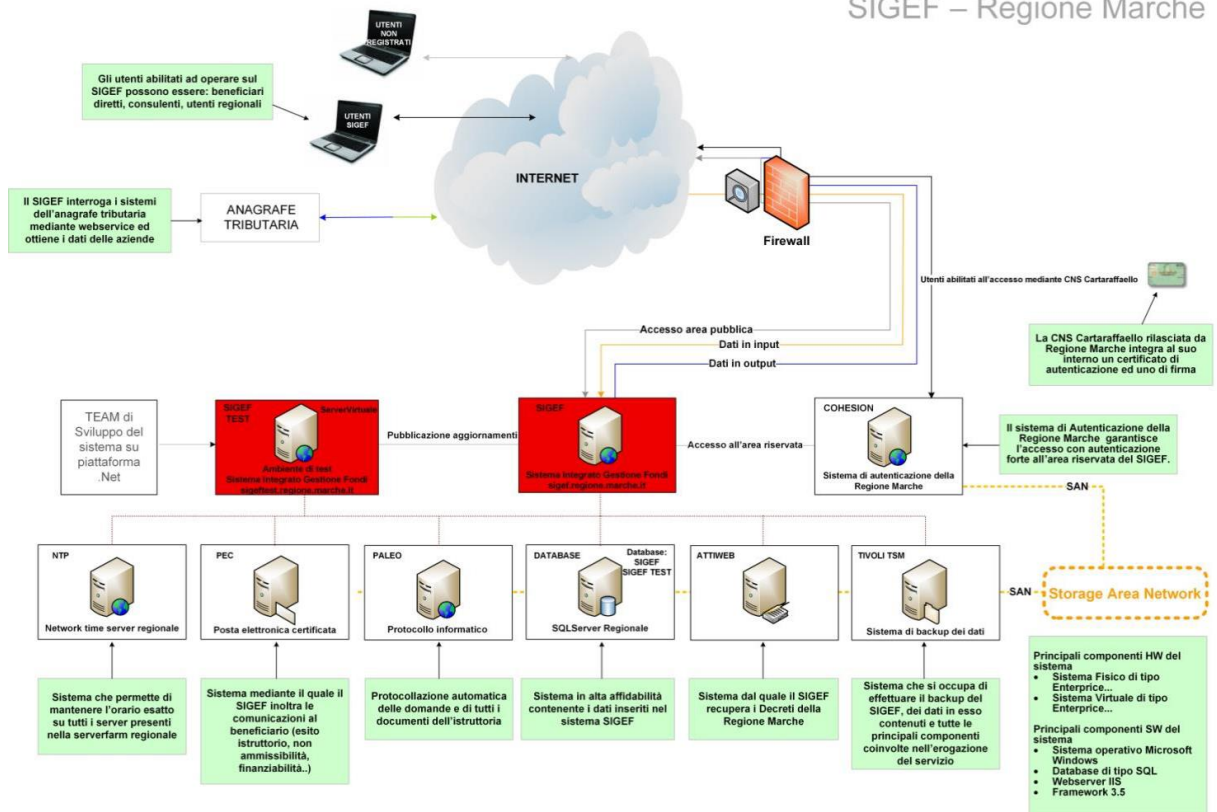 SIGEF – Regione Marche
UTENTI
NON
REGISTRATI
Gli utenti abilitati ad operare sul
SIGEF possono essere: beneficiari
diretti, consulenti, utenti regionali
UTENTI
SIGEF
INTERNET
Firewall
Il SIGEF interroga i sistemi
dell'anagrafe tributaria
mediante webservice ed
ottiene i dati delle aziende
ANAGRAFE
TRIBUTARIA
Utenti abilitati all'accesso mediante CNS Cartaraffaello
La CNS Cartaraffaello rilasciata da
Regione Marche integra al suo
interno un certificato di
autenticazione ed uno di firma
Accesso area pubblica
Dati in input
Dati in output
TEAM di
Sviluppo del
sistema su
piattaforma
.Net
SIGEF
TEST
ServerVirtuale
Ambiente di test
Sistema Integrato Gestione Fondi
sigeftest.regione.marche.it
Pubblicazione aggiornamenti
SIGEF
Sistema Integrato Gestione Fondi
sigef.regione.marche.it
Accesso all'area riservata
COHESION
Sistema di autenticazione della
Regione Marche
Il sistema di Autenticazione della
Regione Marche garantisce
l'accesso con autenticazione
forte all'area riservata del SIGEF.
SAN
NTP
Network time server regionale
PEC
Posta elettronica certificata
PALEO
Protocollo informatico
DATABASE
Database:
SIGEF
SIGEF TEST
SQLServer Regionale
ATTIWEB
TIVOLI TSM
Sistema di backup dei dati
SAN
Storage Area Network
Sistema che permette di
mantenere l'orario esatto
su tutti i server presenti
nella serverfarm regionale
Sistema mediante il quale il
SIGEF inoltra le
comunicazioni al
beneficiario (esito
istruttorio, non
ammissibilità,
finanziabilità..)
Protocollazione automatica
delle domande e di tutti i
documenti dell'istruttoria
Sistema in alta affidabilità
contenente i dati inseriti nel
sistema SIGEF
Sistema dal quale il SIGEF
recupera i Decreti della
Regione Marche
Sistema che si occupa di
effettuare il backup del
SIGEF, dei dati in esso
contenuti e tutte le
principali componenti
coinvolte nell'erogazione
del servizio
Principali componenti HW del
sistema
• Sistema Fisico di tipo
Enterprice...
• Sistema Virtuale di tipo
Enterprice...
Principali componenti SW del
sistema
• Sistema operativo Microsoft
Windows
• Database di tipo SQL
• Webserver IIS
• Framework 3.5